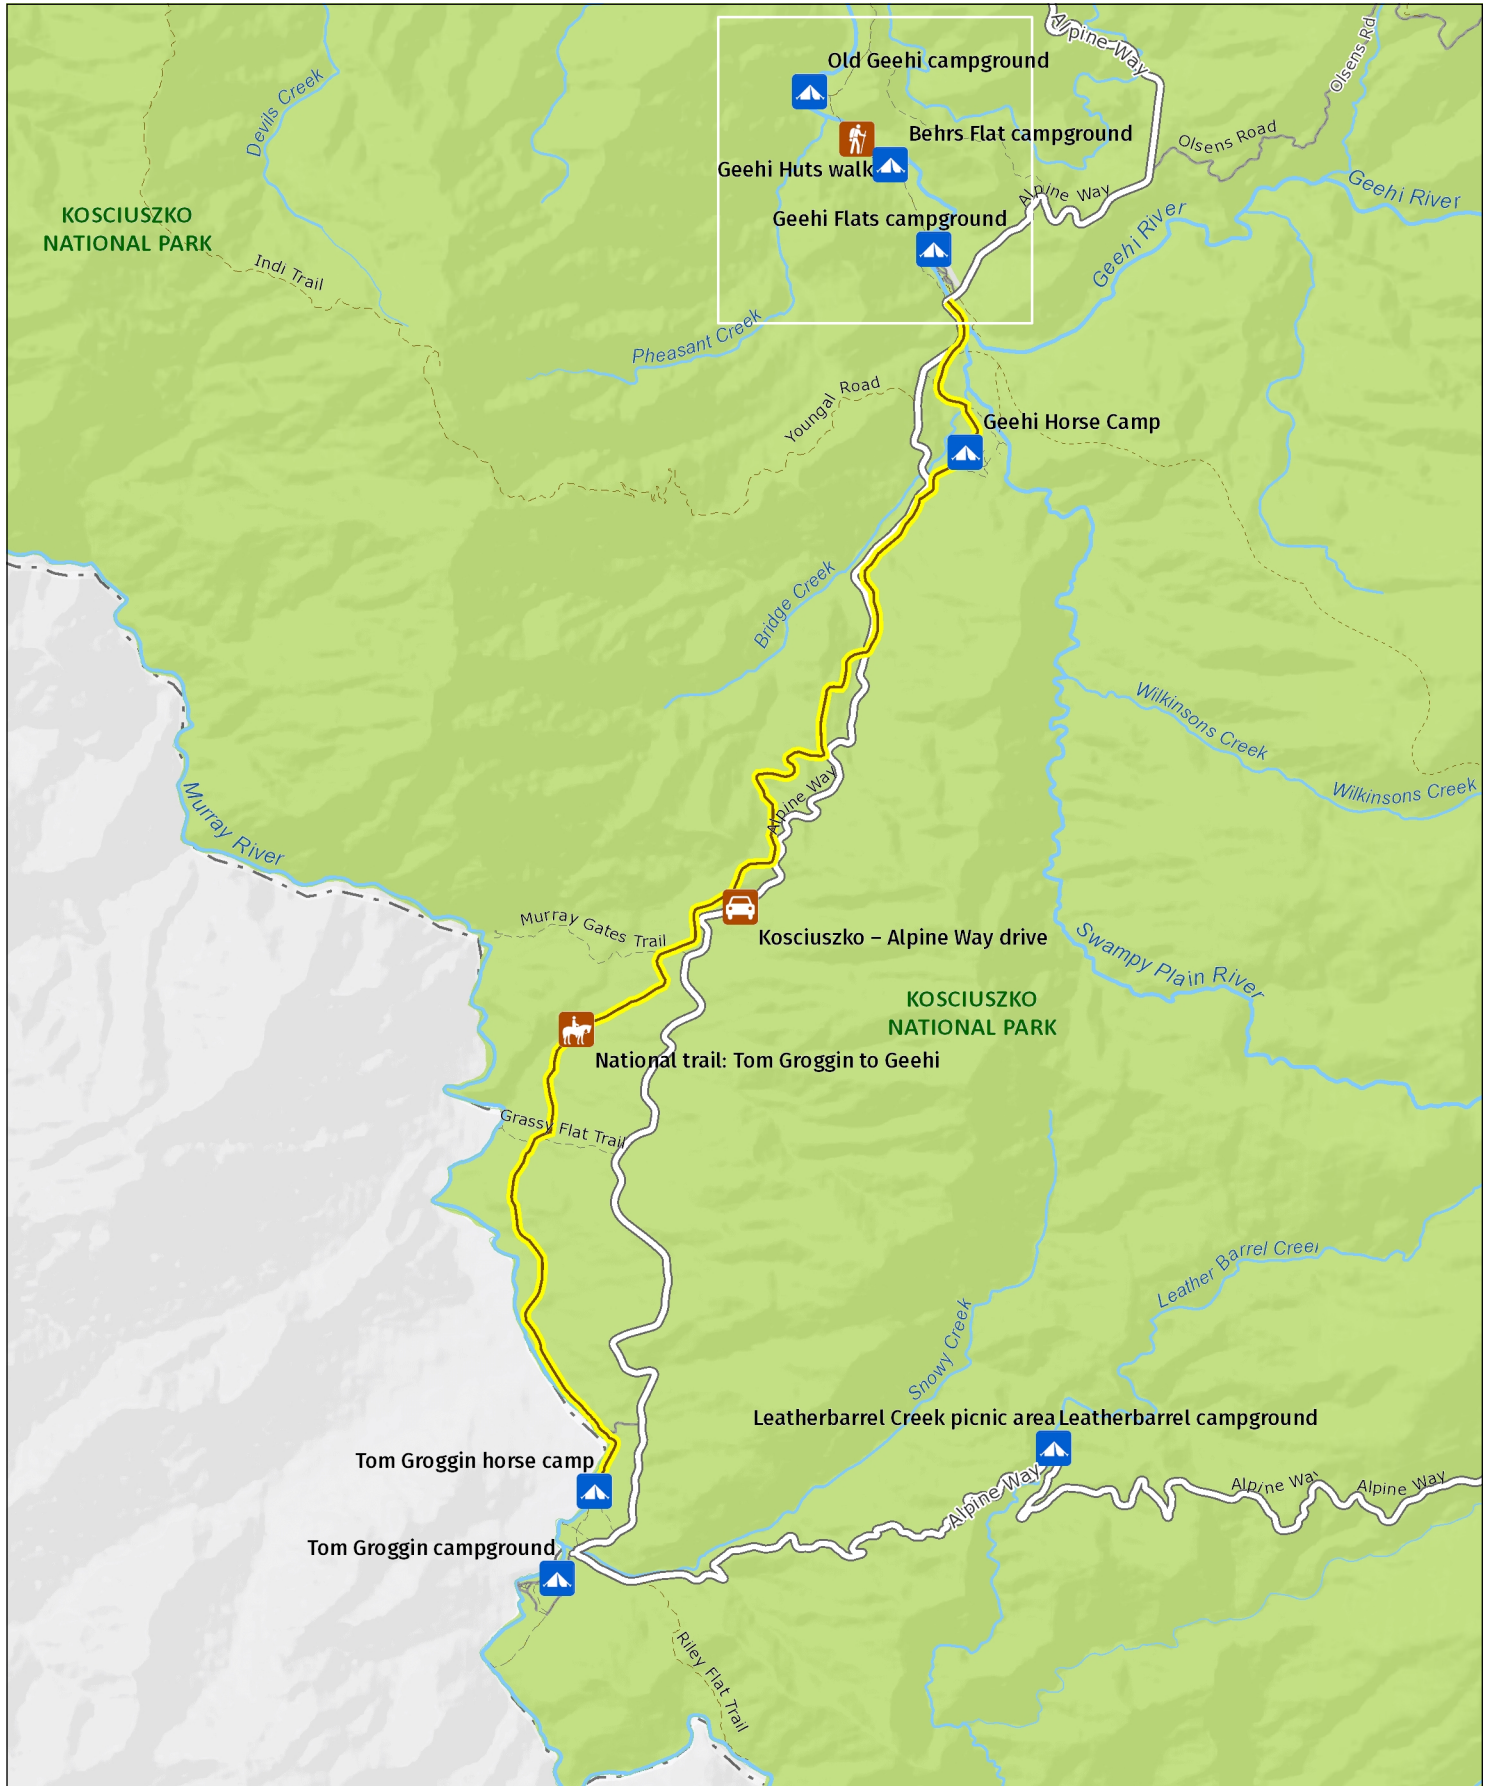 Alpine Way
Olsens Rd
Old Geehi campground
Devils Creek
Behrs Flat campground
Olsens Road
Geehi Huts walk
Alpine Way
Geehi River
KOSCIUSZKO
NATIONAL PARK
Geehi Flats campground
Geehi River
Indi Trail
Pheasant Creek
Youngal Road
Geehi Horse Camp
Bridge Creek
Wilkinsons Creek
Murray River
Alpine Way
Wilkinsons Creek
Murray Gates Trail
Kosciuszko – Alpine Way drive
Swampy Plain River
KOSCIUSZKO
NATIONAL PARK
National trail: Tom Groggin to Geehi
Grassy Flat Trail
Leather Barrel Creel
Snowy Creek
Leatherbarrel Creek picnic area
Leatherbarrel campground
Tom Groggin horse camp
Alpine Way
Alpine Wa
Alpine Way
Tom Groggin campground
Riley Flat Trail